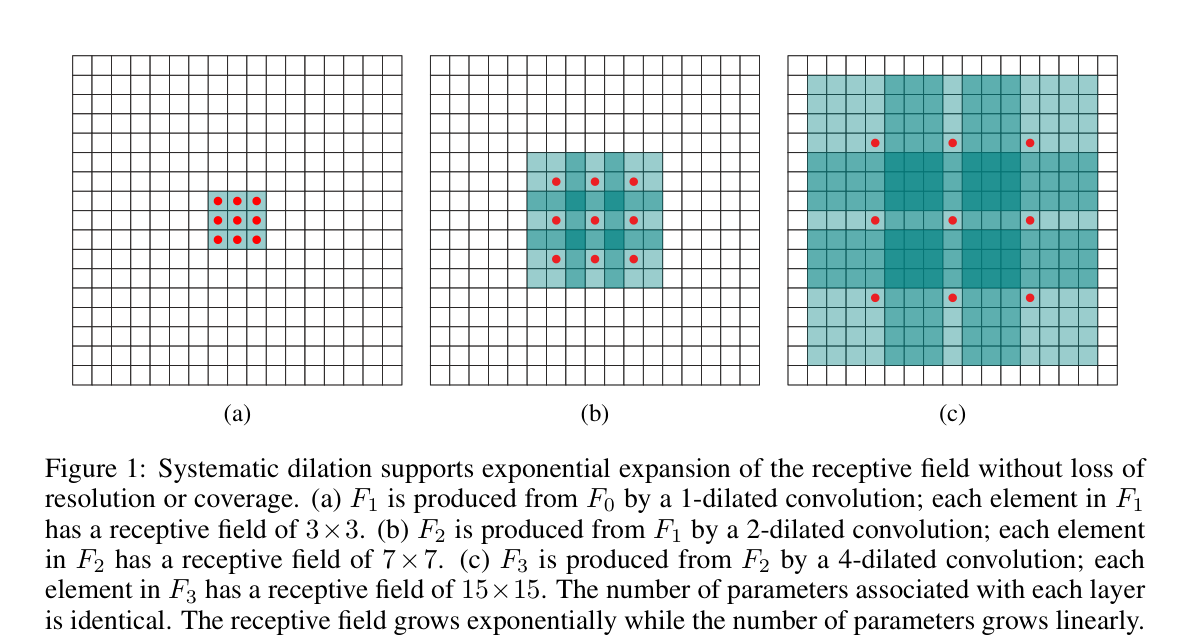 (a) (b) (c)
Figure 1: Systematic dilation supports exponential expansion of the receptive field without loss of
resolution or coverage. (a) F₁ is produced from F₀ by a 1-dilated convolution; each element in F₁
has a receptive field of 3×3. (b) F₂ is produced from F₁ by a 2-dilated convolution; each element
in F₂ has a receptive field of 7×7. (c) F₃ is produced from F₂ by a 4-dilated convolution; each
element in F₃ has a receptive field of 15×15. The number of parameters associated with each layer
is identical. The receptive field grows exponentially while the number of parameters grows linearly.